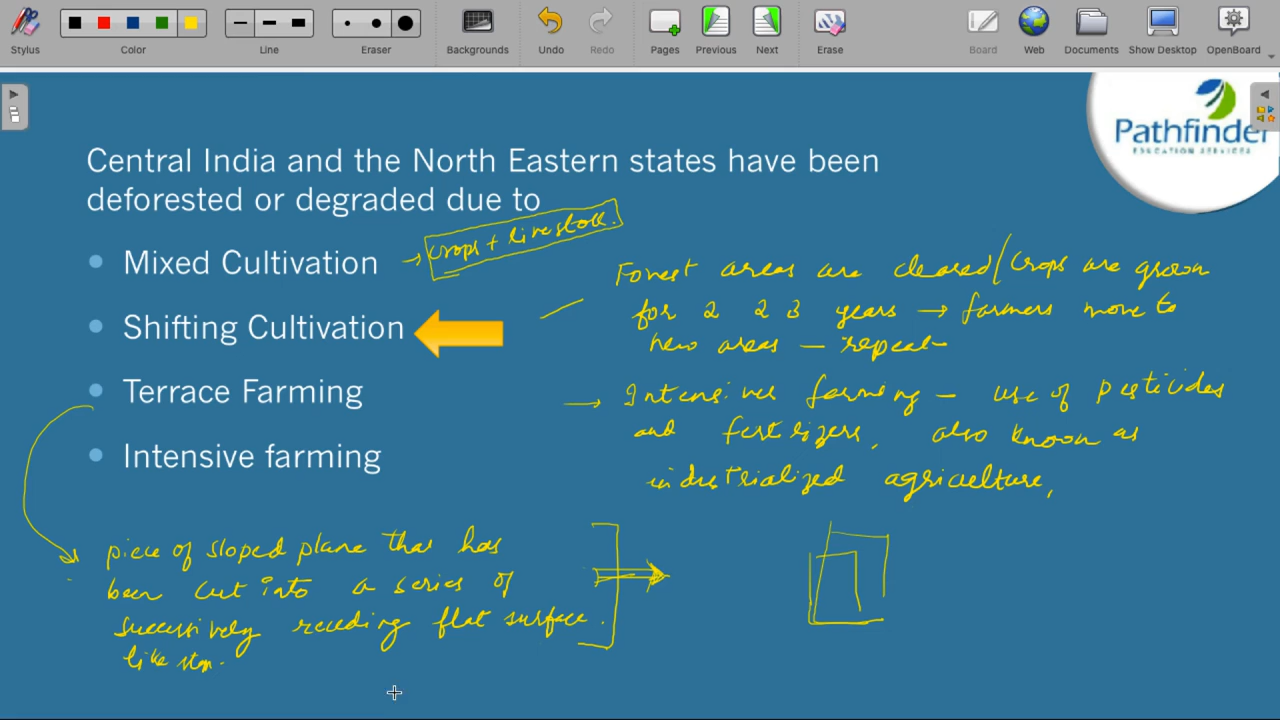 Stylus
Color
Line
Eraser
Backgrounds
Undo
Redo
Pages
Previous
Next
Erase
Board
Web
Documents
Show Desktop
OpenBoard
Pathfinder
EDUCATION SERVICES
Central India and the North Eastern states have been
deforested or degraded due to
Mixed Cultivation
crops + livestock.
Shifting Cultivation
Terrace Farming
Intensive farming
Forest areas are cleared/crops are grown
for 2 2 3 years → farmers move to
new areas — repeat
→ Intensives farming — use of pesticides
and fertilizers, also known as
industrialized agriculture,
piece of sloped plane that has
been cut into a series of
successively receding flat surface.
like